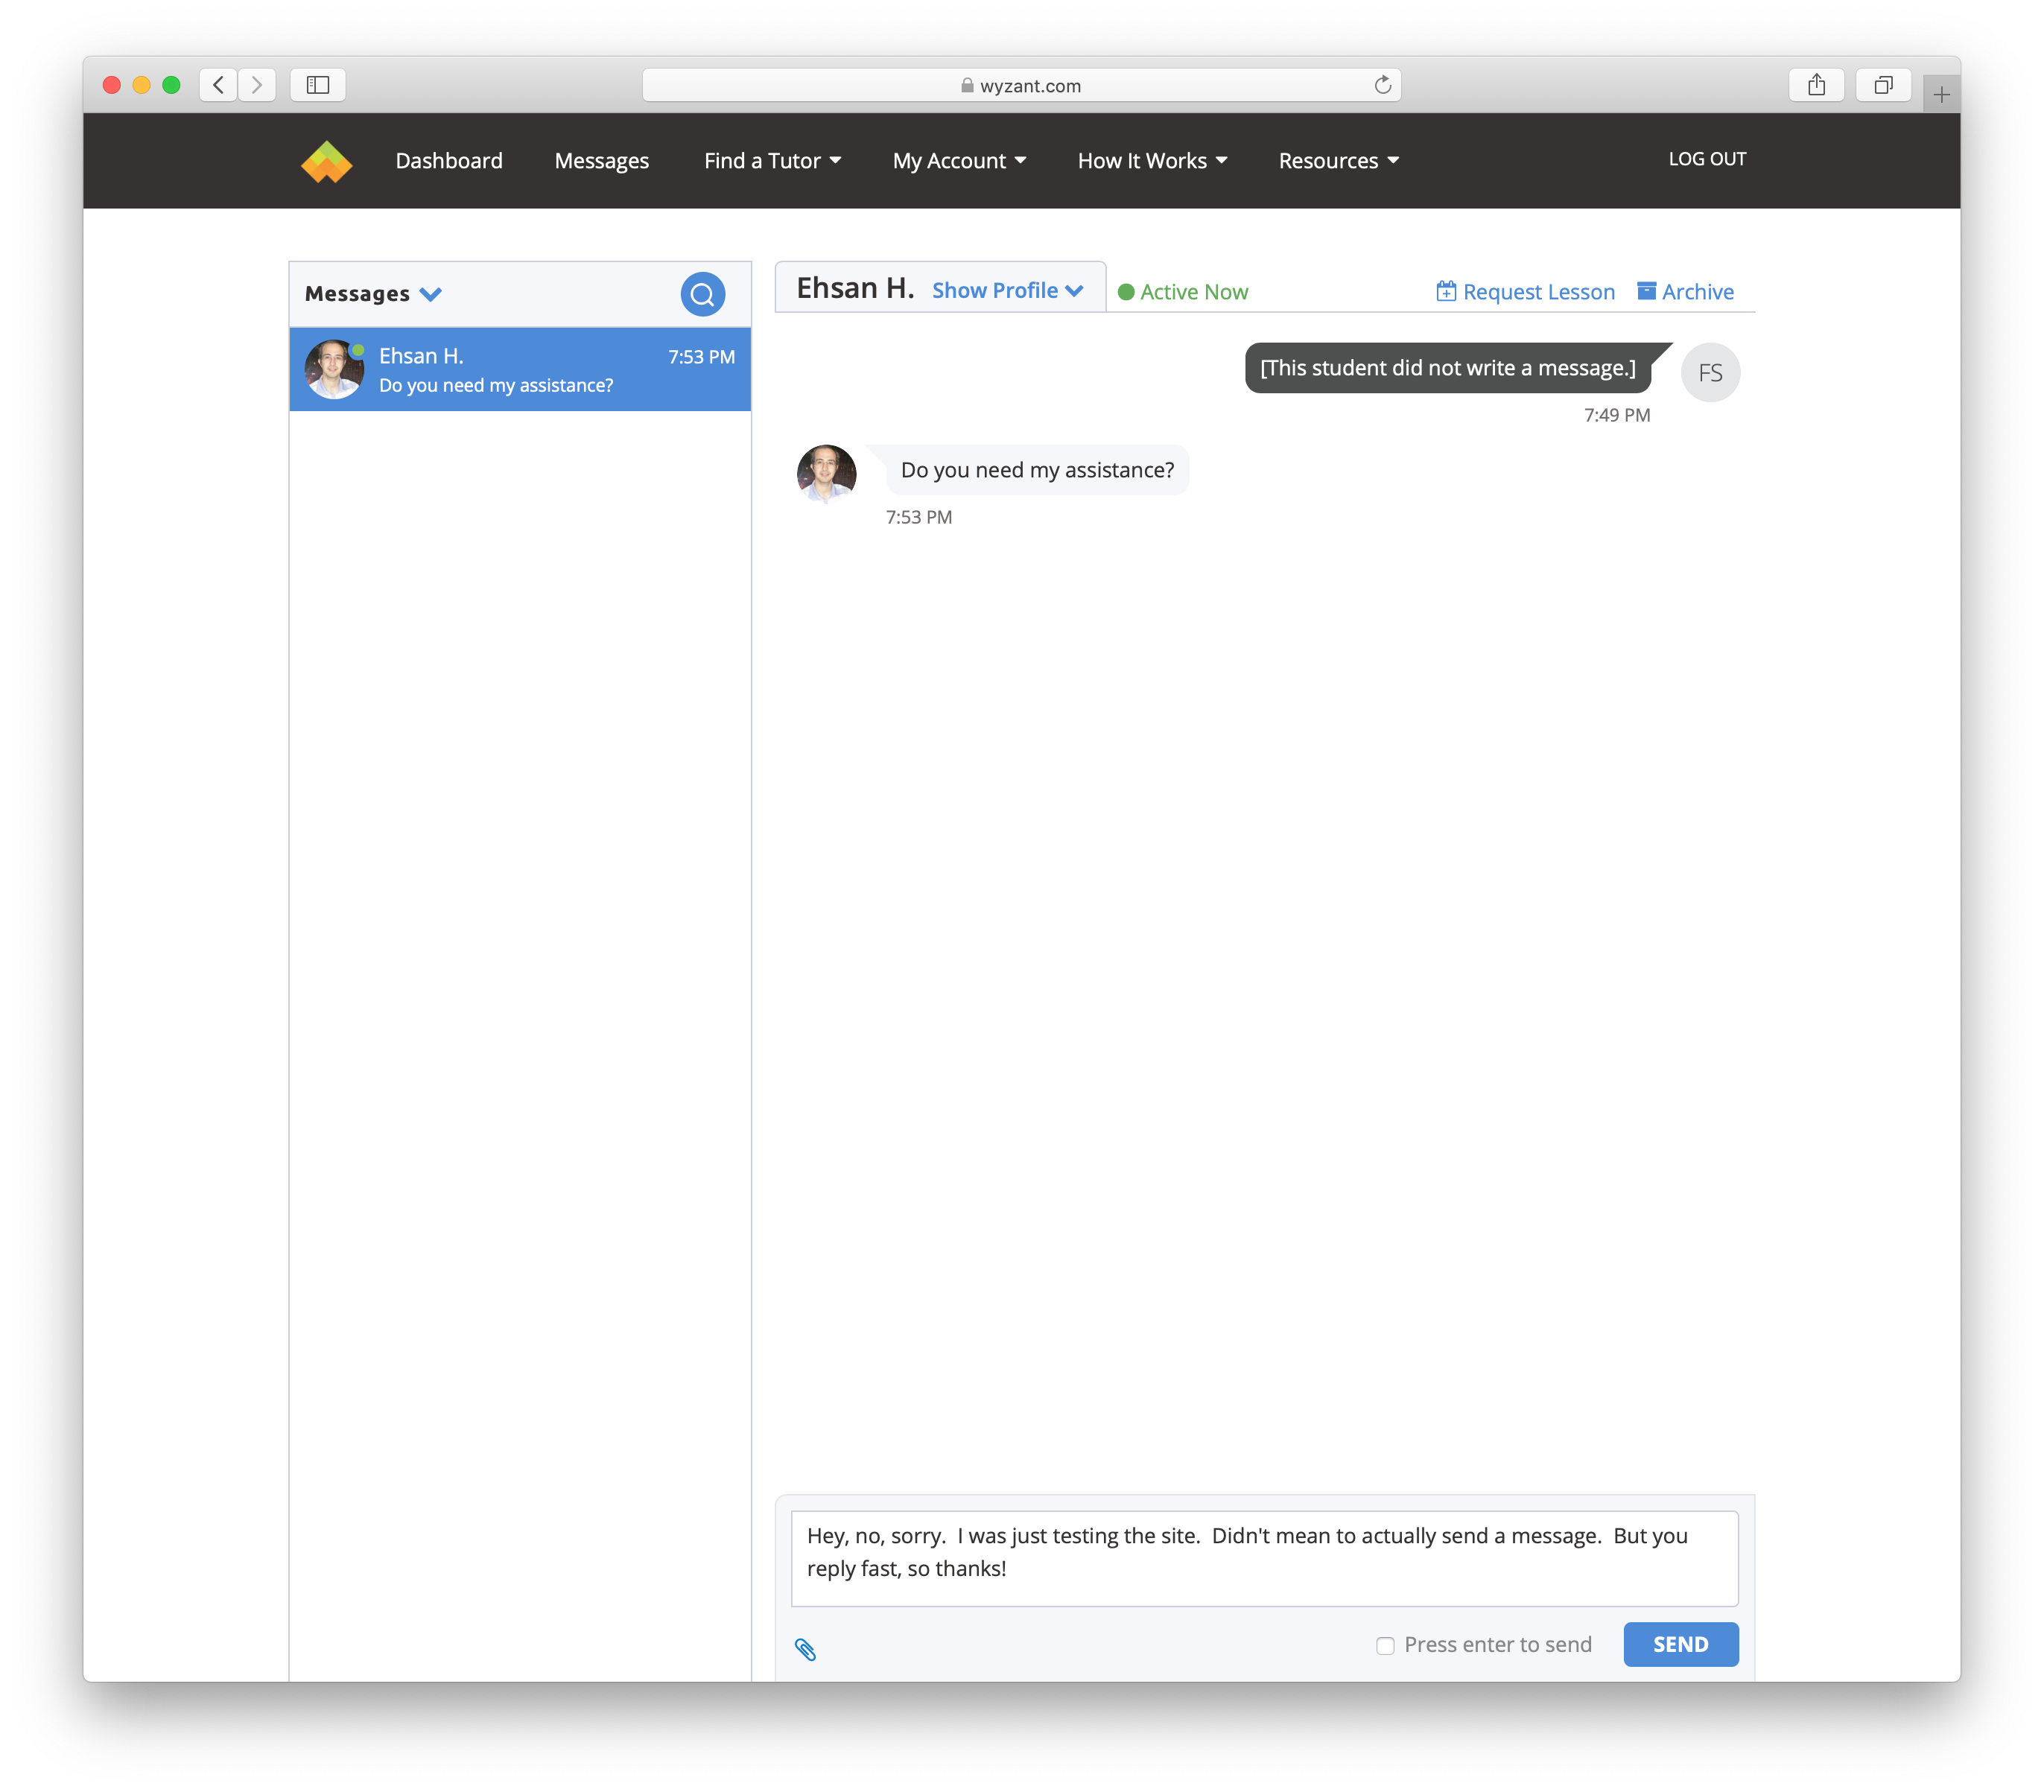 wyzant.com
Dashboard
Messages
Find a Tutor
My Account
How It Works
Resources
LOG OUT
Messages
Ehsan H.
7:53 PM
Do you need my assistance?
Ehsan H.
Show Profile
Active Now
Request Lesson
Archive
[This student did not write a message.]
FS
7:49 PM
Do you need my assistance?
7:53 PM
Hey, no, sorry.  I was just testing the site.  Didn't mean to actually send a message.  But you
reply fast, so thanks!
Press enter to send
SEND